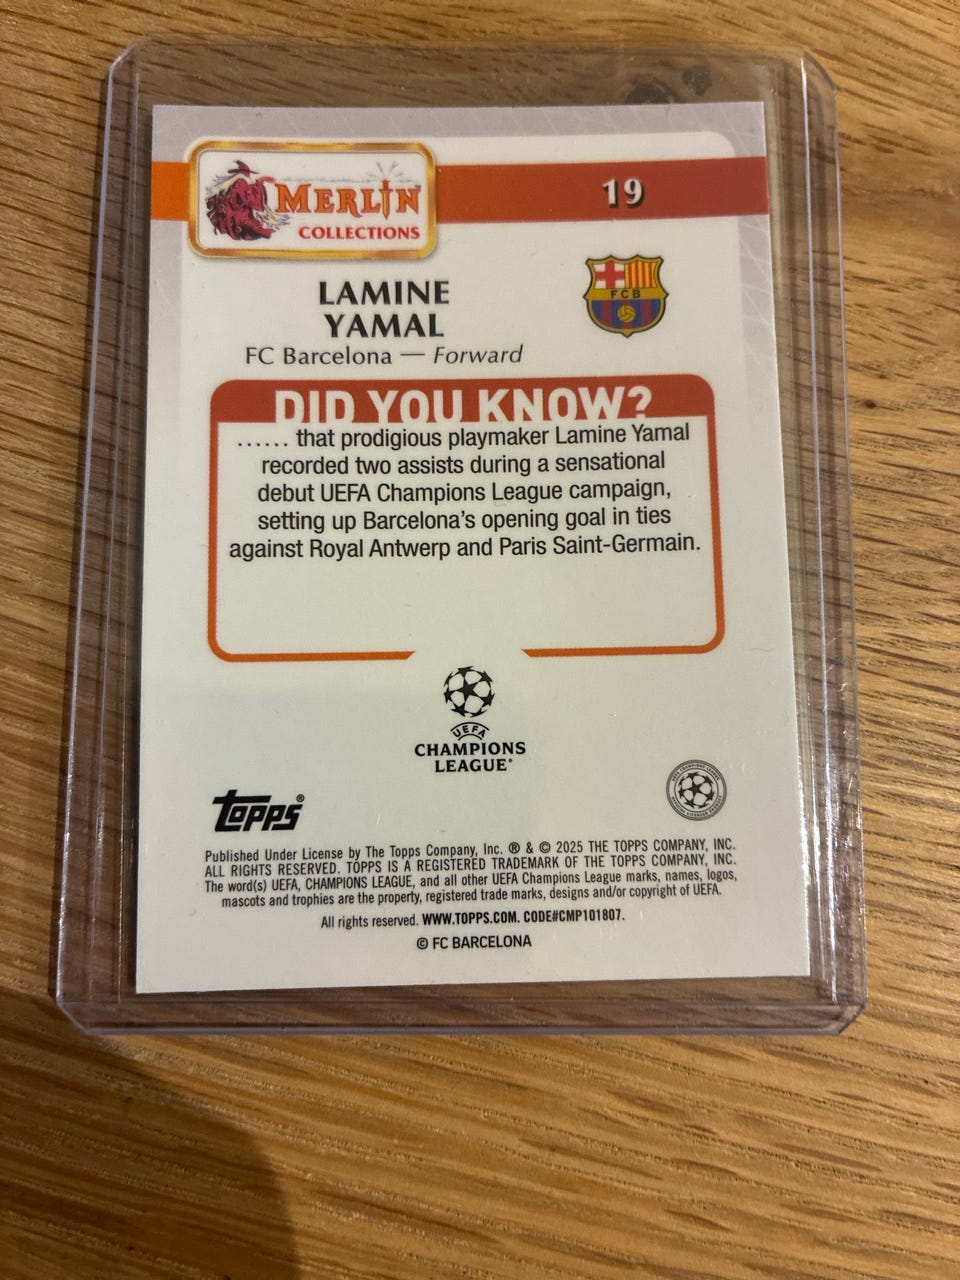 MERLIN
COLLECTIONS
19
LAMINE
YAMAL
FCB
FC Barcelona — Forward
DID YOU KNOW?
...... that prodigious playmaker Lamine Yamal
recorded two assists during a sensational
debut UEFA Champions League campaign,
setting up Barcelona's opening goal in ties
against Royal Antwerp and Paris Saint-Germain.
UEFA
CHAMPIONS
LEAGUE®
Topps®
Published Under License by The Topps Company, Inc. ® & © 2025 THE TOPPS COMPANY, INC.
ALL RIGHTS RESERVED. TOPPS IS A REGISTERED TRADEMARK OF THE TOPPS COMPANY, INC.
The word(s) UEFA, CHAMPIONS LEAGUE, and all other UEFA Champions League marks, names, logos,
mascots and trophies are the property, registered trade marks, designs and/or copyright of UEFA.
All rights reserved. WWW.TOPPS.COM. CODE#CMP101807.
© FC BARCELONA